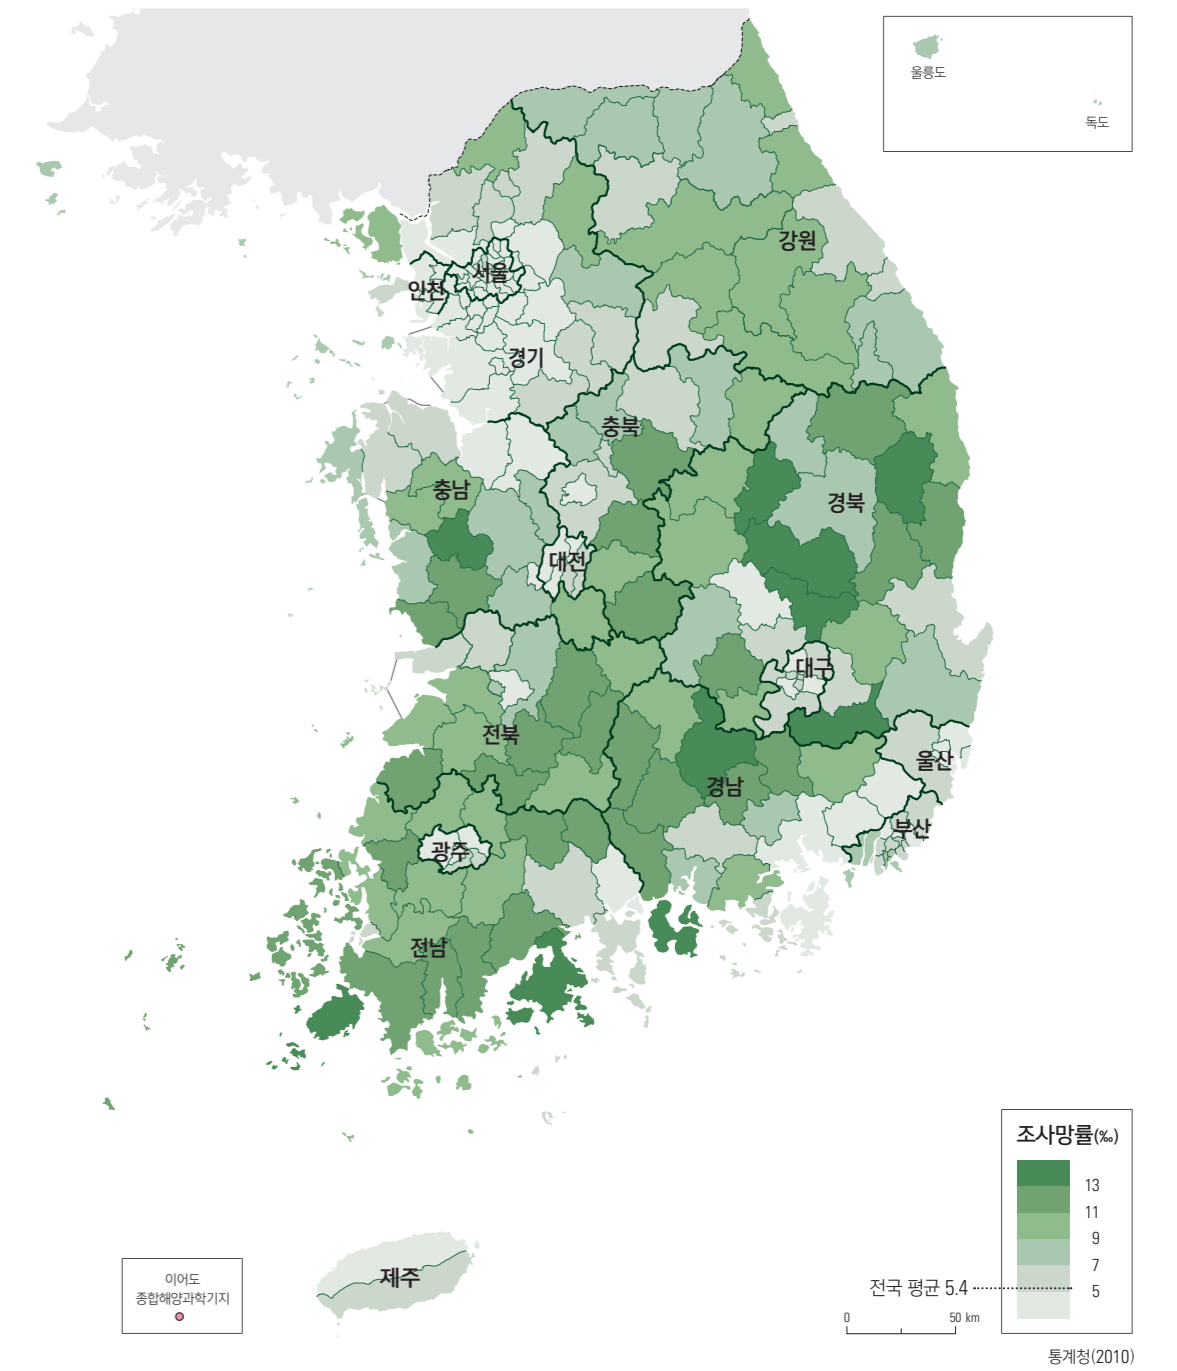 울릉도
독도
강원
서울
인천
경기
충북
충남
경북
대전
대구
전북
울산
경남
부산
광주
전남
제주
조사망률(‰)
13
11
9
7
5
전국 평균 5.4
0 50 km
이어도
종합해양과학기지
통계청(2010)